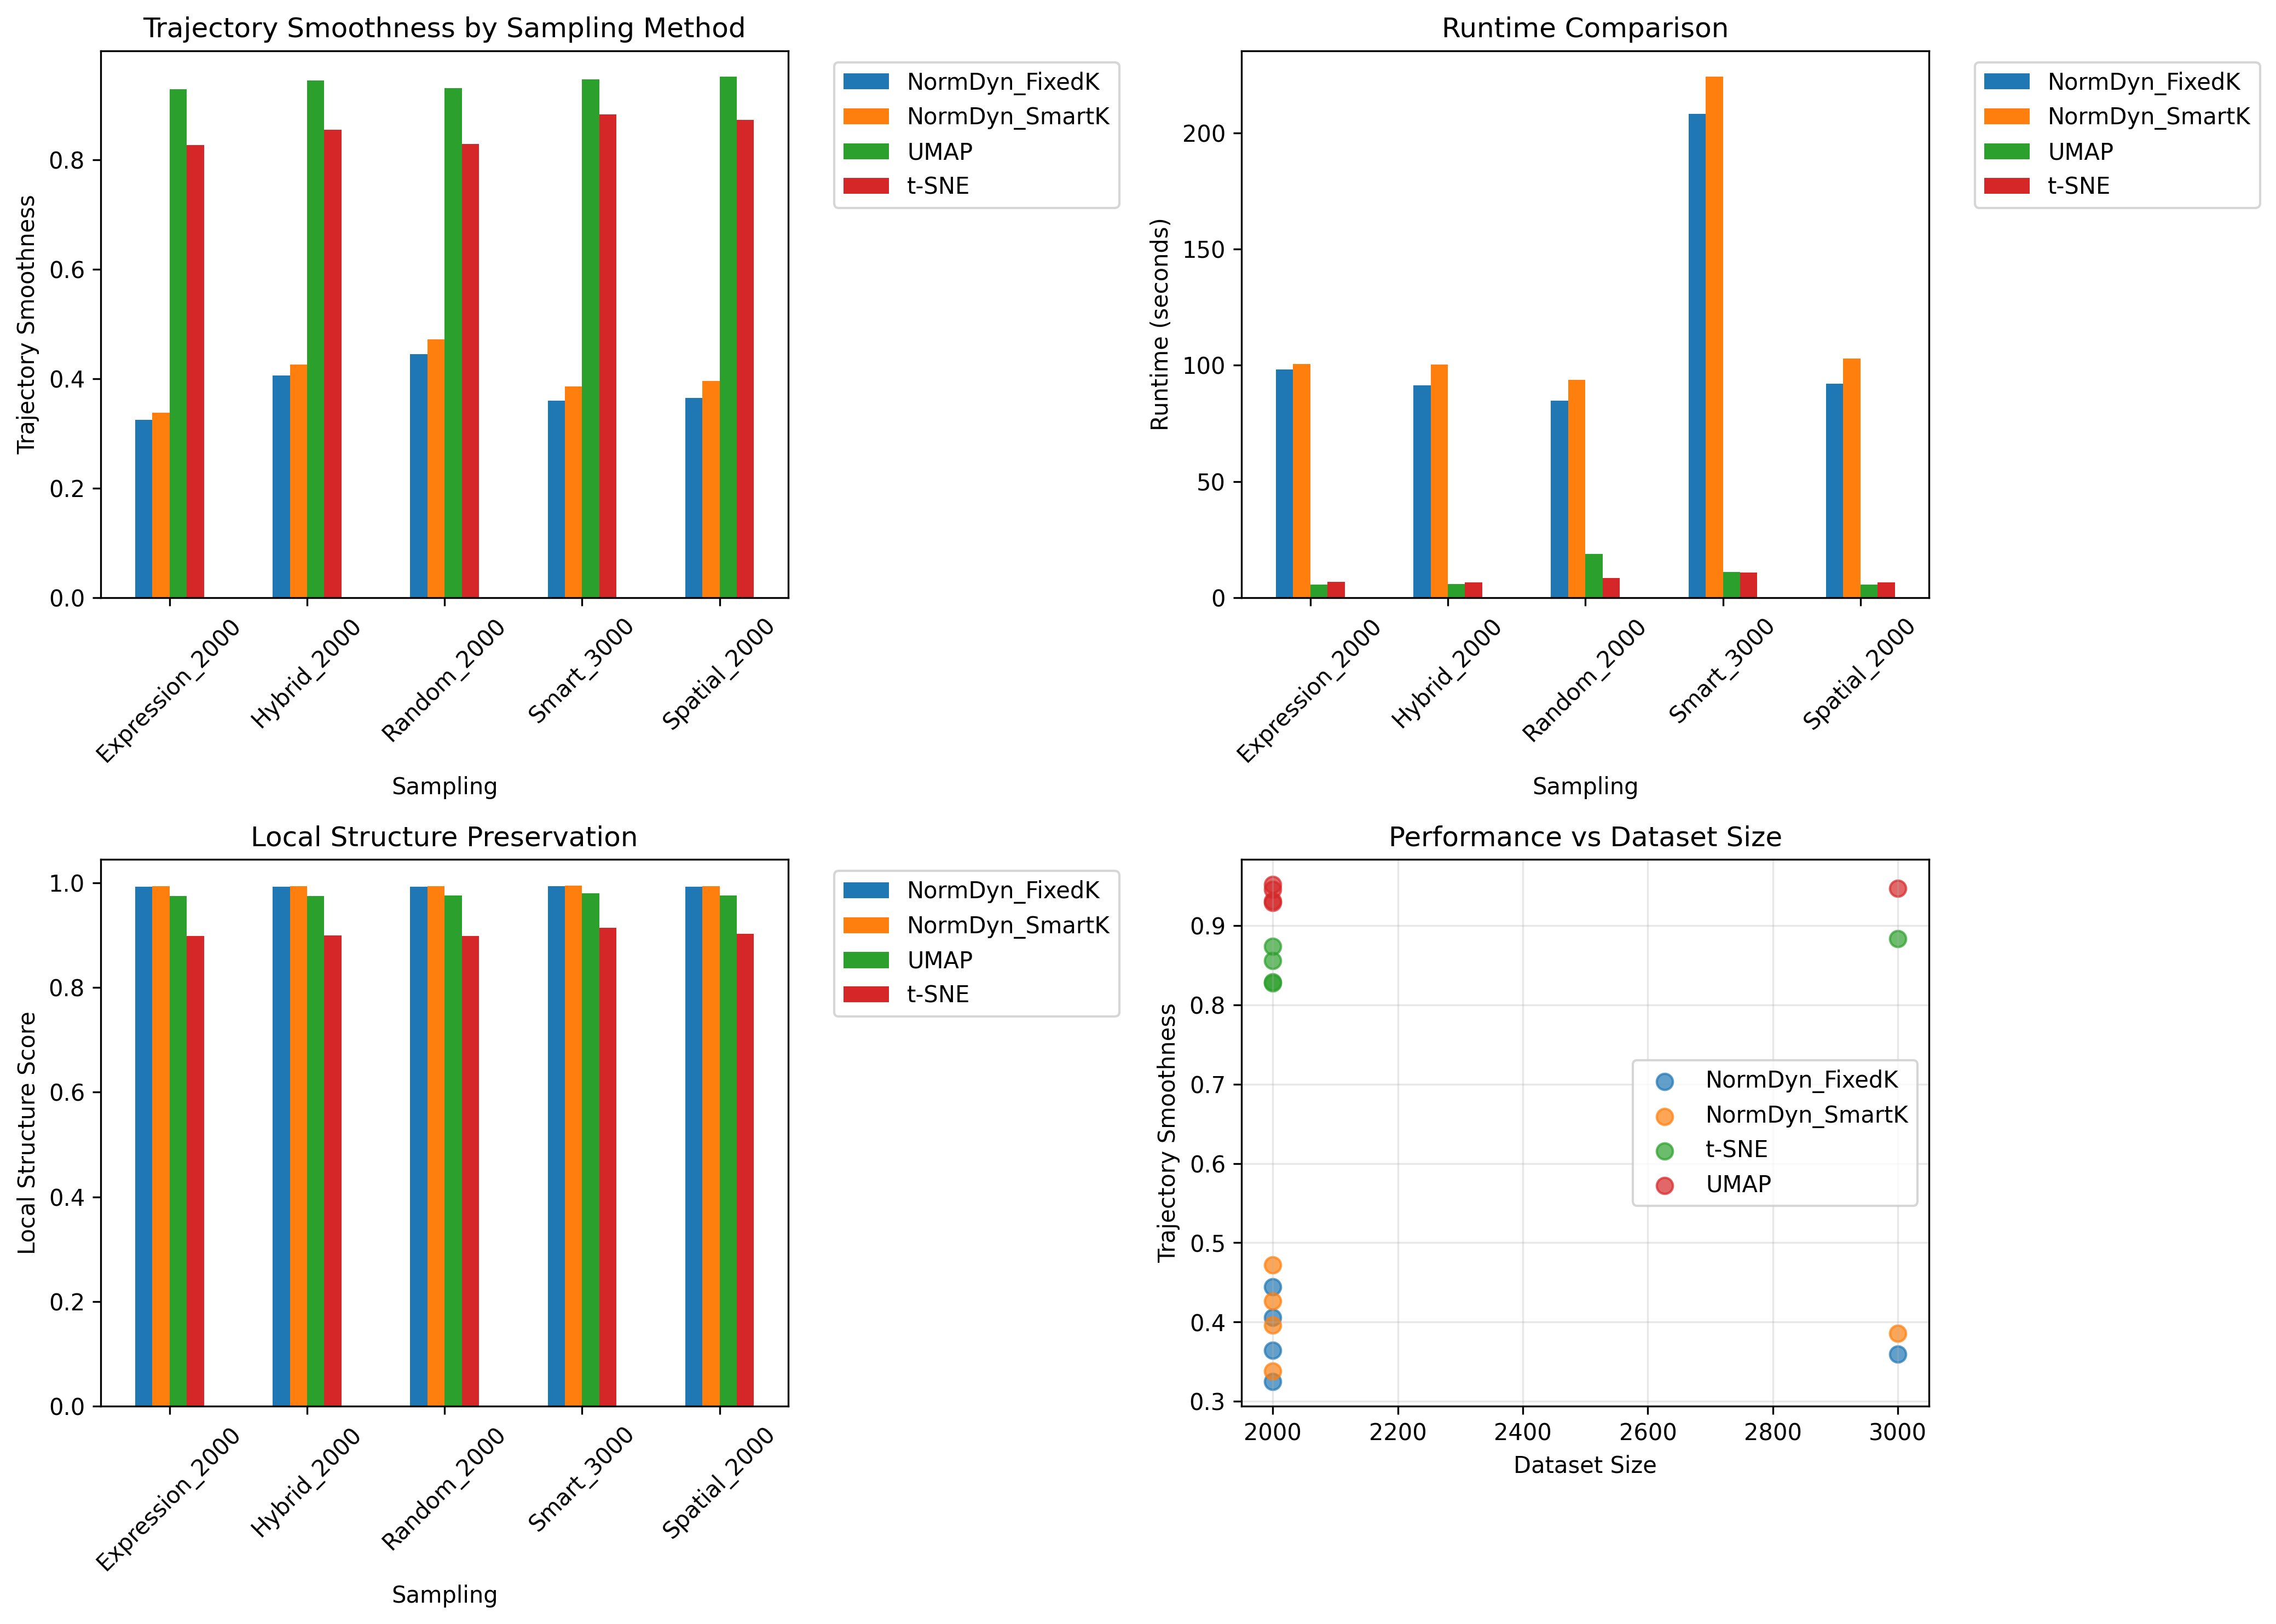 Trajectory Smoothness by Sampling Method
Trajectory Smoothness
0.8
0.6
0.4
0.2
0.0
Expression_2000
Hybrid_2000
Random_2000
Smart_3000
Spatial_2000
Sampling
NormDyn_FixedK
NormDyn_SmartK
UMAP
t-SNE
Runtime Comparison
Runtime (seconds)
200
150
100
50
0
Expression_2000
Hybrid_2000
Random_2000
Smart_3000
Spatial_2000
Sampling
NormDyn_FixedK
NormDyn_SmartK
UMAP
t-SNE
Local Structure Preservation
Local Structure Score
1.0
0.8
0.6
0.4
0.2
0.0
Expression_2000
Hybrid_2000
Random_2000
Smart_3000
Spatial_2000
Sampling
NormDyn_FixedK
NormDyn_SmartK
UMAP
t-SNE
Performance vs Dataset Size
Trajectory Smoothness
0.9
0.8
0.7
0.6
0.5
0.4
0.3
NormDyn_FixedK
NormDyn_SmartK
t-SNE
UMAP
2000 2200 2400 2600 2800 3000
Dataset Size